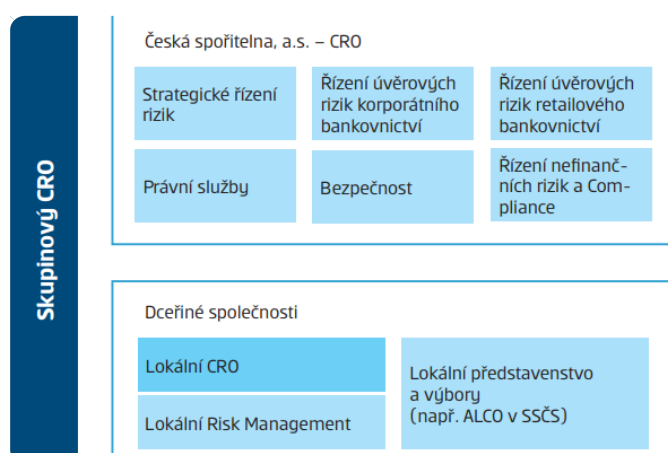 Skupinový CRO
Česká spořitelna, a.s. – CRO
Strategické řízení
rizik
Řízení úvěrových
rizik korporátního
bankovnictví
Řízení úvěrových
rizik retailového
bankovnictví
Právní služby
Bezpečnost
Řízení nefinanč-
ních rizik a Com-
pliance
Dceřiné společnosti
Lokální CRO
Lokální Risk Management
Lokální představenstvo
a výbory
(např. ALCO v SSČS)